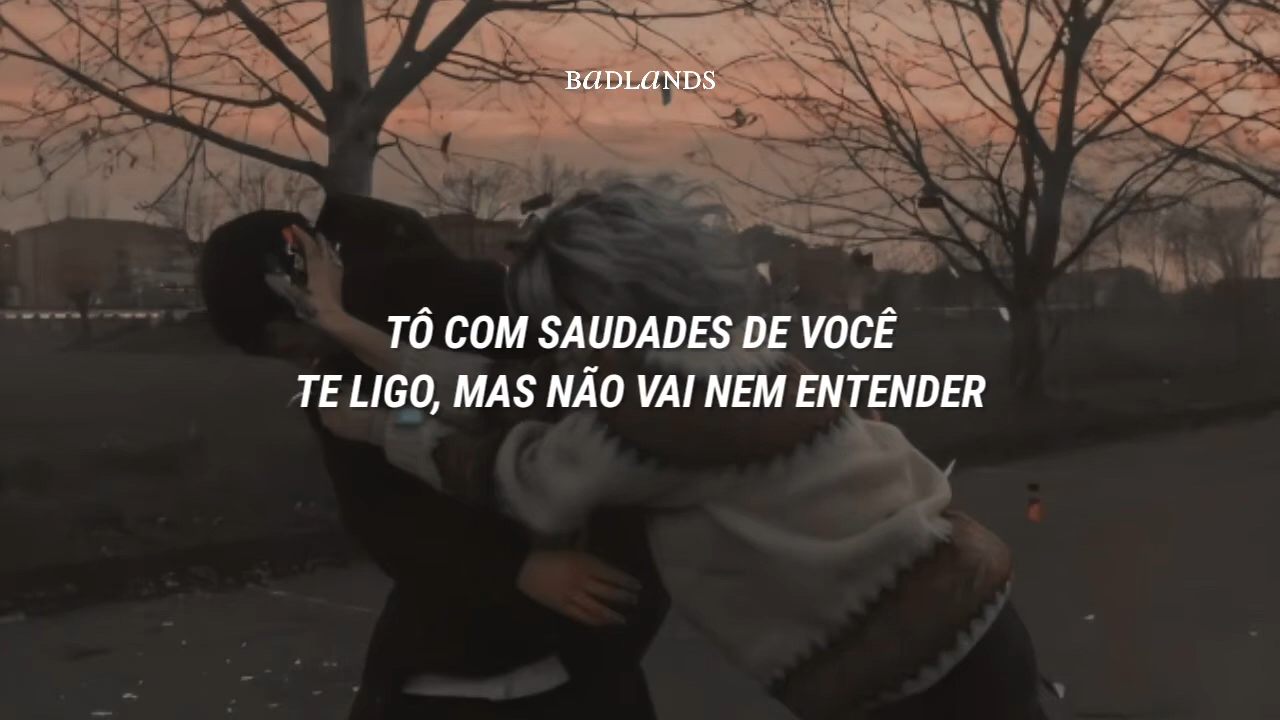 BADLANDS
TÔ COM SAUDADES DE VOCÊ
TE LIGO, MAS NÃO VAI NEM ENTENDER